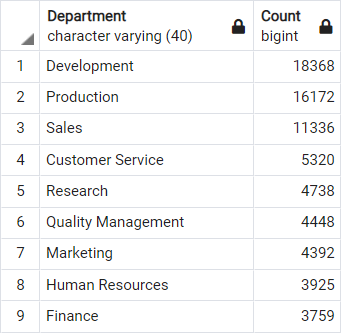 Department Count
character varying (40) bigint
1 Development 18368
2 Production 16172
3 Sales 11336
4 Customer Service 5320
5 Research 4738
6 Quality Management 4448
7 Marketing 4392
8 Human Resources 3925
9 Finance 3759